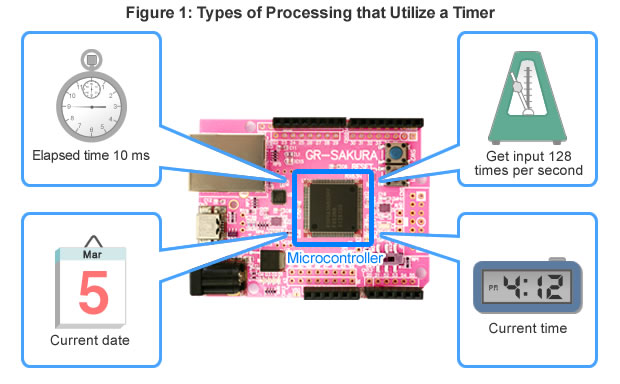 Figure 1: Types of Processing that Utilize a Timer
Elapsed time 10 ms
Get input 128
times per second
GR-SAKURA
RESET
Microcontroller
Mar
5
Current date
PM 4:12
Current time